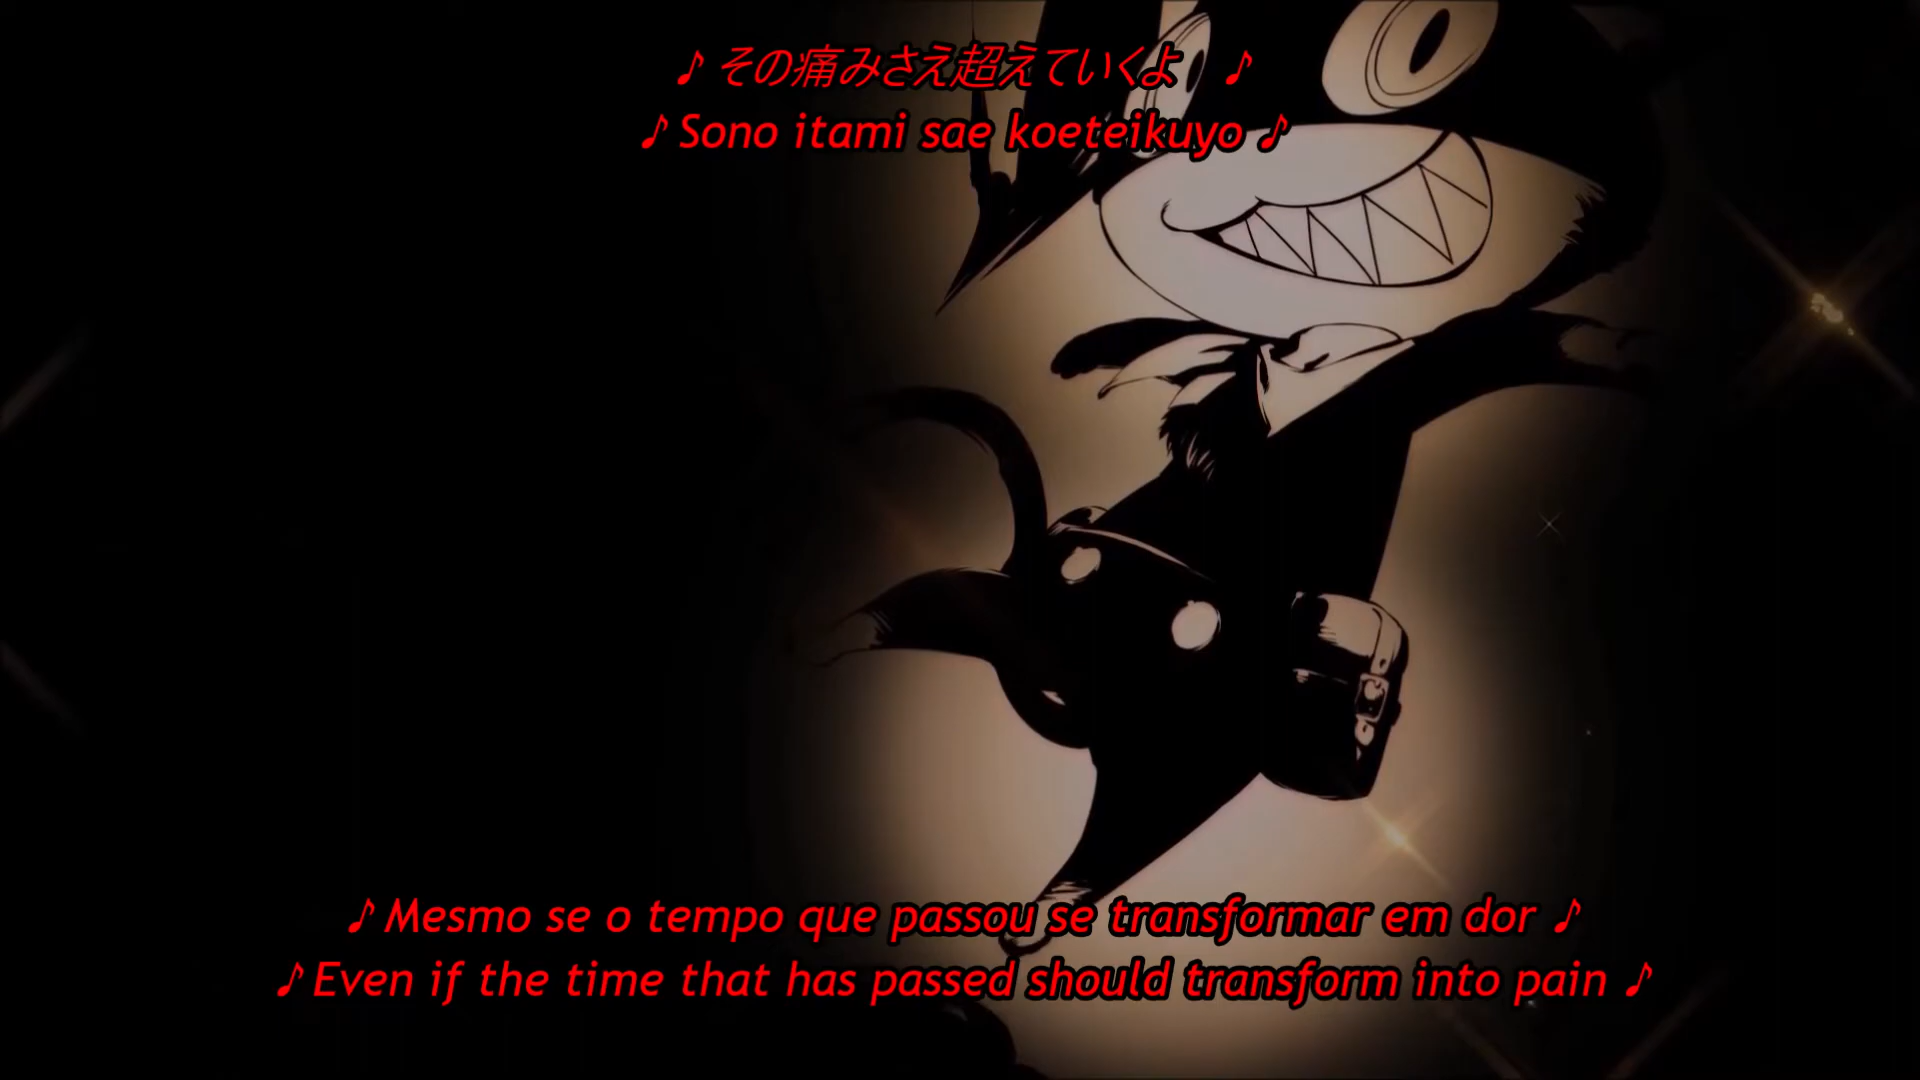 ♪ その痛みさえ超えていくよ ♪
♪ Sono itami sae koeteikuyo ♪
♪ Mesmo se o tempo que passou se transformar em dor ♪
♪ Even if the time that has passed should transform into pain ♪